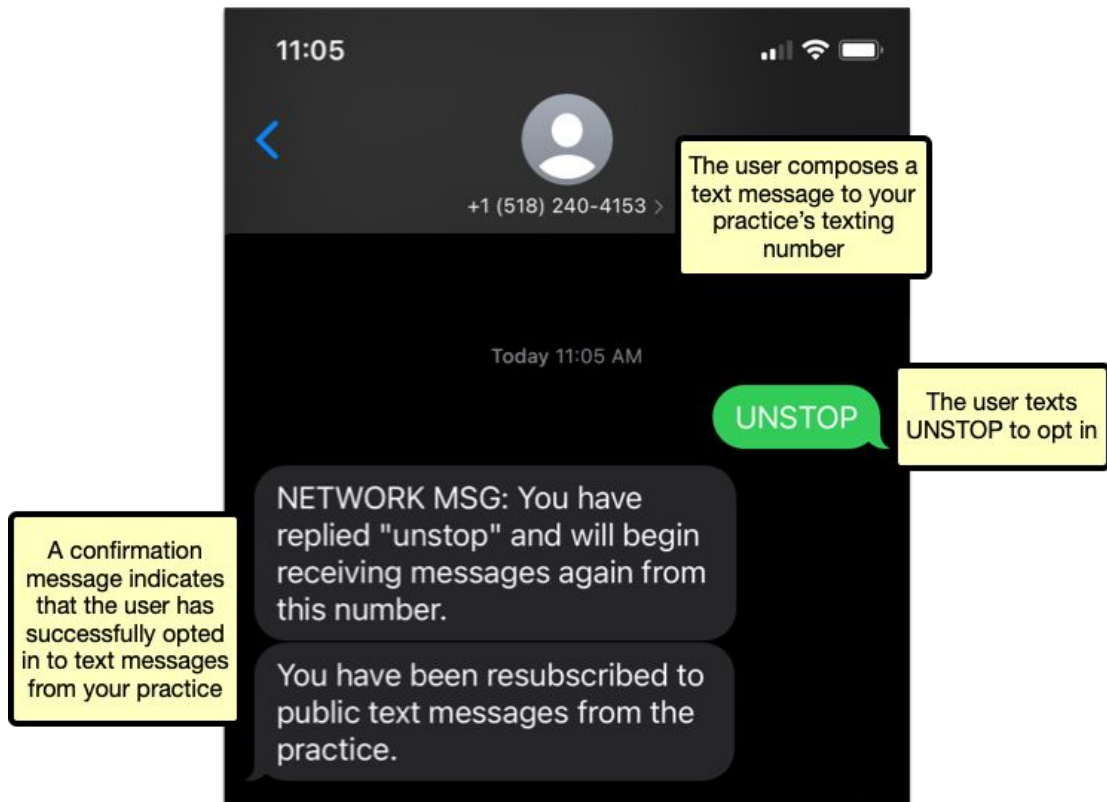 11:05
+1 (518) 240-4153 >
The user composes a
text message to your
practice's texting
number
Today 11:05 AM
UNSTOP
The user texts
UNSTOP to opt in
NETWORK MSG: You have
replied "unstop" and will begin
receiving messages again from
this number.
A confirmation
message indicates
that the user has
successfully opted
in to text messages
from your practice
You have been resubscribed to
public text messages from the
practice.